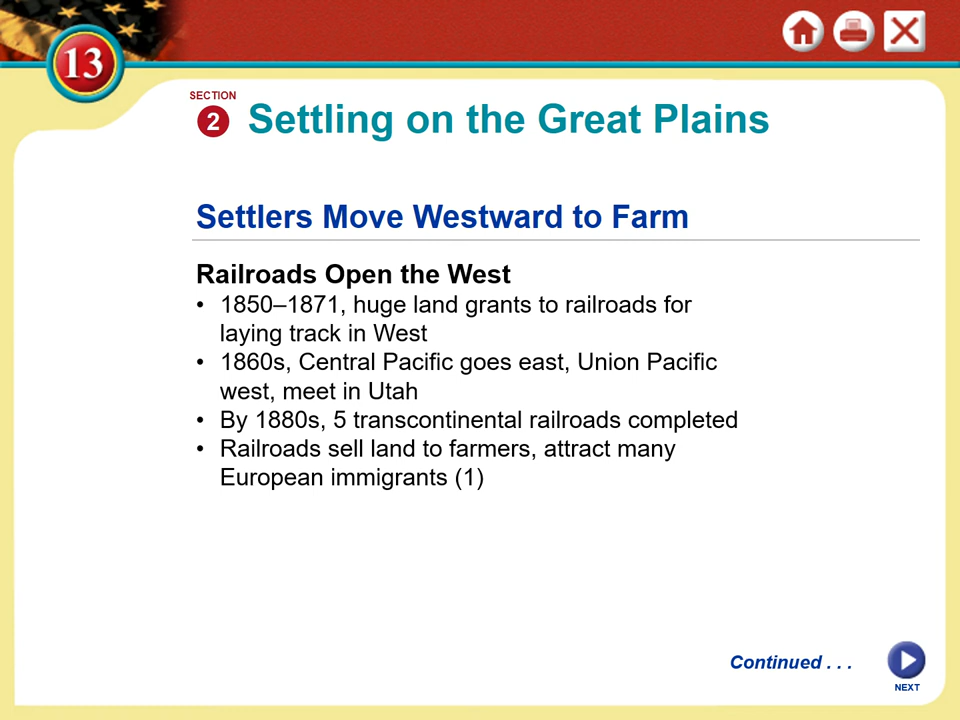 13
SECTION
2
Settling on the Great Plains
Settlers Move Westward to Farm
Railroads Open the West
• 1850–1871, huge land grants to railroads for
laying track in West
• 1860s, Central Pacific goes east, Union Pacific
west, meet in Utah
• By 1880s, 5 transcontinental railroads completed
• Railroads sell land to farmers, attract many
European immigrants (1)
Continued . . .
NEXT